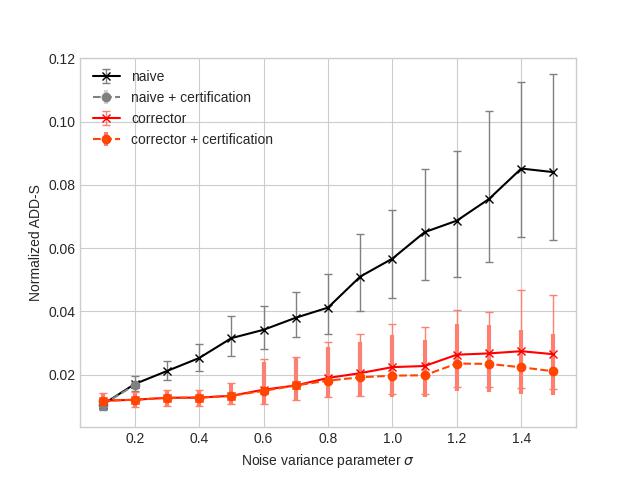 0.12
0.10
0.08
0.06
0.04
0.02
Normalized ADD-S
naive
naive + certification
corrector
corrector + certification
0.2 0.4 0.6 0.8 1.0 1.2 1.4
Noise variance parameter σ